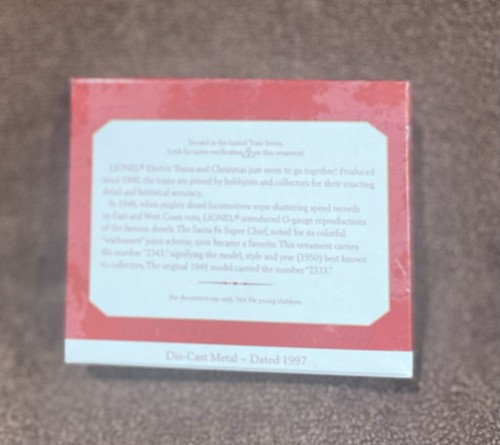 Second in the Lionel® Train Series.
Look for series verification 2 on this ornament.
LIONEL® Electric Trains and Christmas just seem to go together! Produced
since 1900, the trains are prized by hobbyists and collectors for their exacting
detail and historical accuracy.
In 1948, when mighty diesel locomotives were shattering speed records
on East and West Coast runs, LIONEL® introduced O-gauge reproductions
of the famous diesels. The Santa Fe Super Chief, noted for its colorful
"warbonnet" paint scheme, soon became a favorite. This ornament carries
the number "2343," signifying the model, style and year (1950) best known
to collectors. The original 1948 model carried the number "2333."
For decorative use only. Not for young children.
Die-Cast Metal ~ Dated 1997